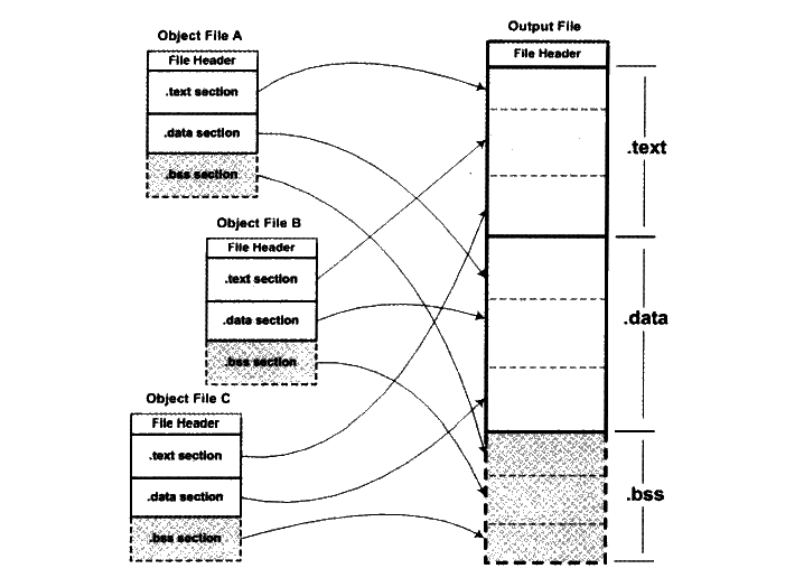 Object File A
File Header
.text section
.data section
.bss section
Object File B
File Header
.text section
.data section
.bss section
Object File C
File Header
.text section
.data section
.bss section
Output File
File Header
.text
.data
.bss